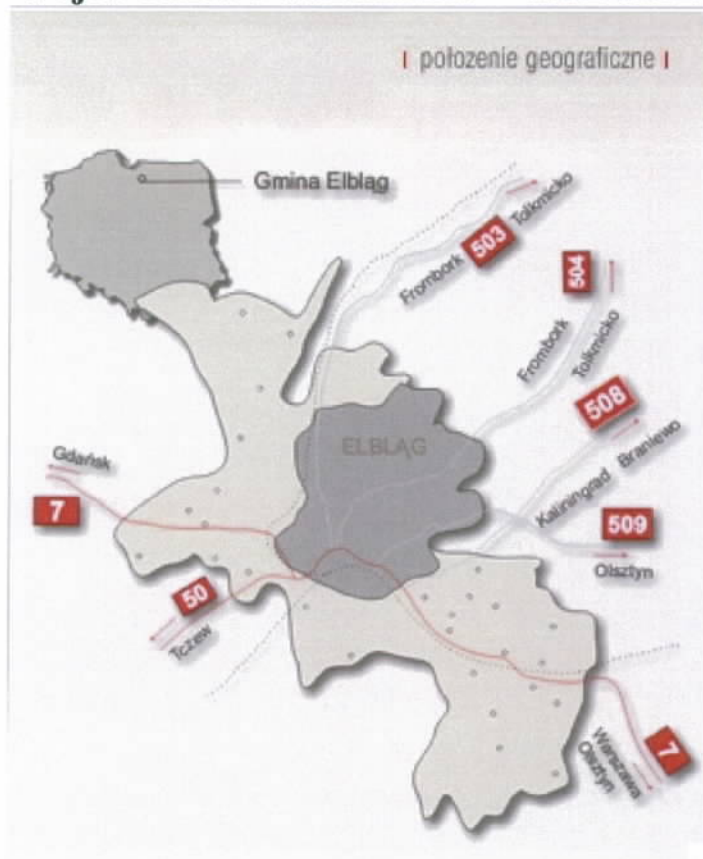 | położenie geograficzne |
Gmina Elbląg
503
Frombork Tolkmicko
504
Frombork Tolkmicko
508
Kaliningrad Braniewo
ELBLĄG
Gdańsk
7
509
Olsztyn
50
Tczew
7
Warszawa
Olsztyn